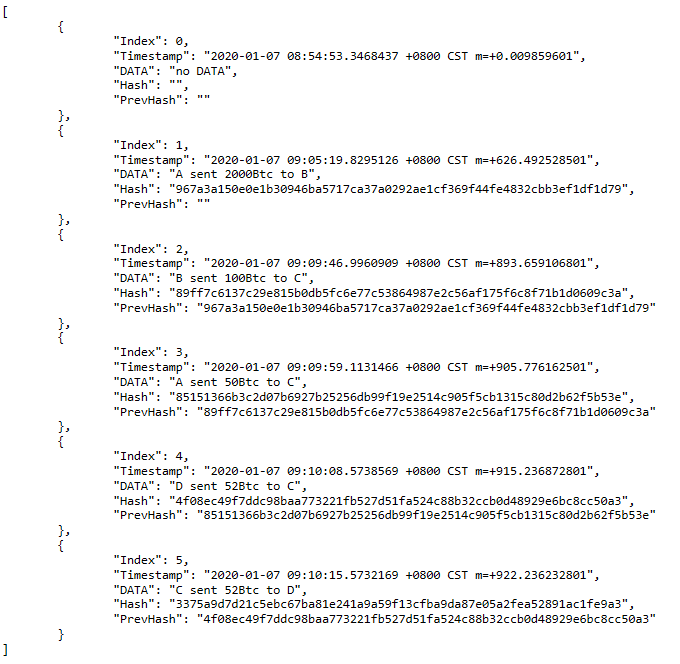 [
{
"Index": 0,
"Timestamp": "2020-01-07 08:54:53.3468437 +0800 CST m=+0.009859601",
"DATA": "no DATA",
"Hash": "",
"PrevHash": ""
},
{
"Index": 1,
"Timestamp": "2020-01-07 09:05:19.8295126 +0800 CST m=+626.492528501",
"DATA": "A sent 2000Btc to B",
"Hash": "967a3a150e0e1b30946ba5717ca37a0292ae1cf369f44fe4832cbb3ef1df1d79",
"PrevHash": ""
},
{
"Index": 2,
"Timestamp": "2020-01-07 09:09:46.9960909 +0800 CST m=+893.659106801",
"DATA": "B sent 100Btc to C",
"Hash": "89ff7c6137c29e815b0db5fc6e77c53864987e2c56af175f6c8f71b1d0609c3a",
"PrevHash": "967a3a150e0e1b30946ba5717ca37a0292ae1cf369f44fe4832cbb3ef1df1d79"
},
{
"Index": 3,
"Timestamp": "2020-01-07 09:09:59.1131466 +0800 CST m=+905.776162501",
"DATA": "A sent 50Btc to C",
"Hash": "85151366b3c2d07b6927b25256db99f19e2514c905f5cb1315c80d2b62f5b53e",
"PrevHash": "89ff7c6137c29e815b0db5fc6e77c53864987e2c56af175f6c8f71b1d0609c3a"
},
{
"Index": 4,
"Timestamp": "2020-01-07 09:10:08.5738569 +0800 CST m=+915.236872801",
"DATA": "D sent 52Btc to C",
"Hash": "4f08ec49f7ddc98baa773221fb527d51fa524c88b32ccb0d48929e6bc8cc50a3",
"PrevHash": "85151366b3c2d07b6927b25256db99f19e2514c905f5cb1315c80d2b62f5b53e"
},
{
"Index": 5,
"Timestamp": "2020-01-07 09:10:15.5732169 +0800 CST m=+922.236232801",
"DATA": "C sent 52Btc to D",
"Hash": "3375a9d7d21c5ebc67ba81e241a9a59f13cfba9da87e05a2fea52891ac1fe9a3",
"PrevHash": "4f08ec49f7ddc98baa773221fb527d51fa524c88b32ccb0d48929e6bc8cc50a3"
}
]